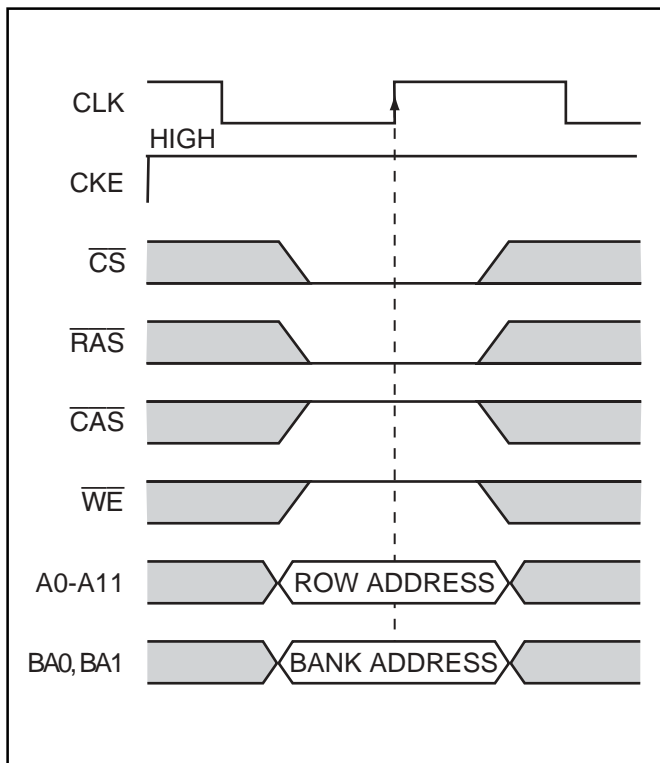 CLK
HIGH
CKE
CS
RAS
CAS
WE
A0-A11
ROW ADDRESS
BA0, BA1
BANK ADDRESS